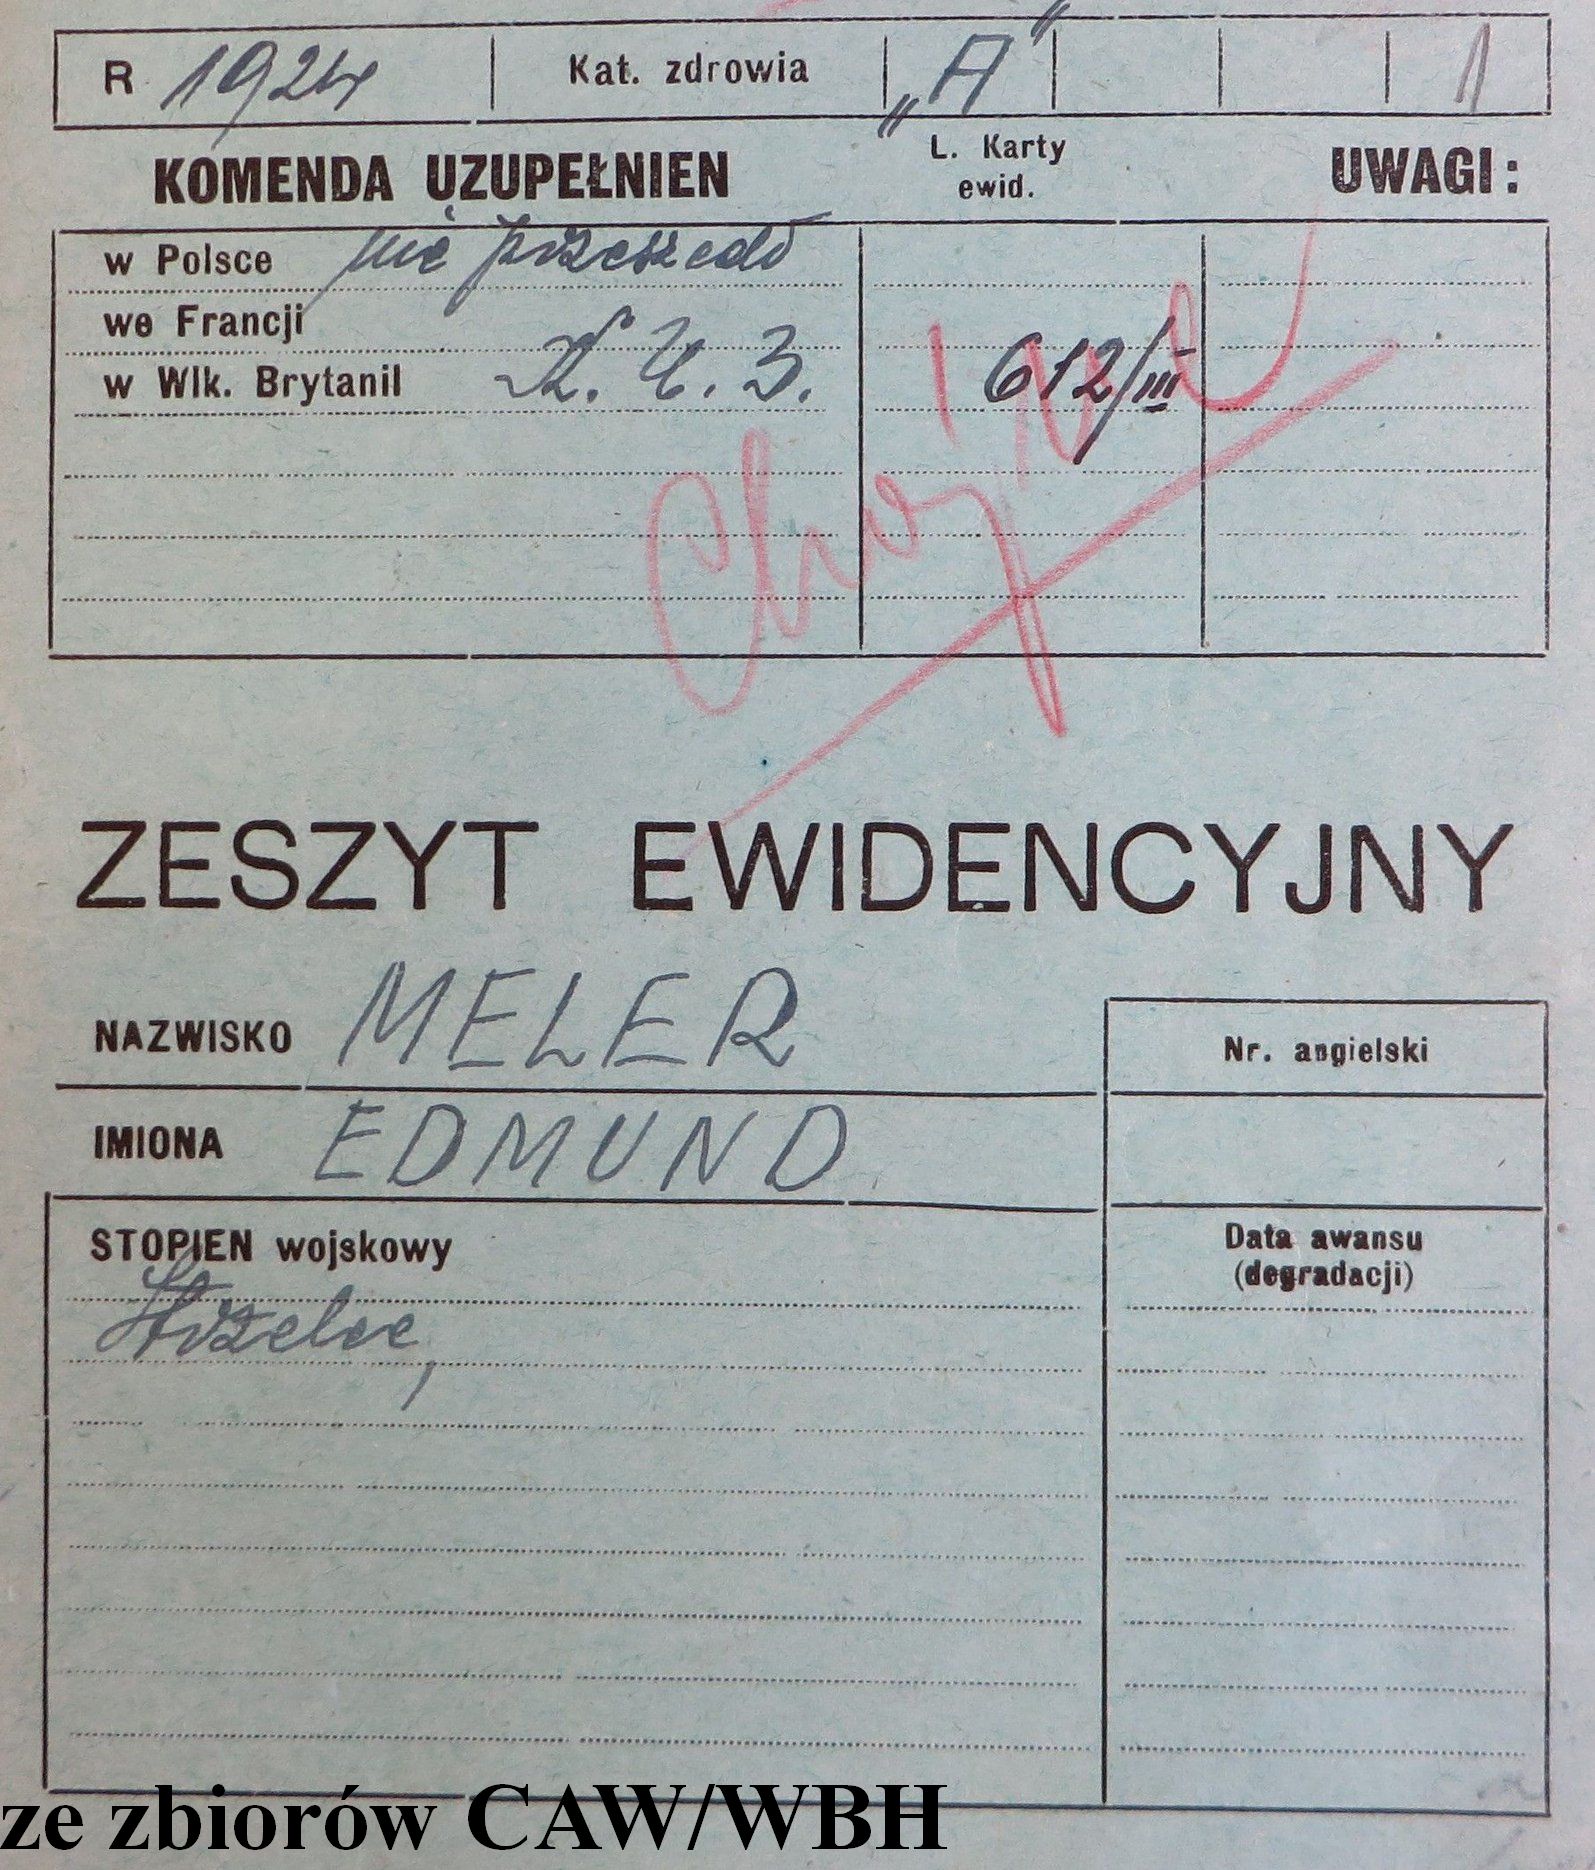 R 1924 Kat. zdrowia „A” 1
KOMENDA UZUPEŁNIEN L. Karty ewid. UWAGI:
w Polsce nie przeszedł
we Francji
w Wlk. Brytanil K. U. 3. 612/III
ZESZYT EWIDENCYJNY
NAZWISKO MELER
Nr. angielski
IMIONA EDMUND
STOPIEN wojskowy
Data awansu
(degradacji)
Strzelec,
ze zbiorów CAW/WBH